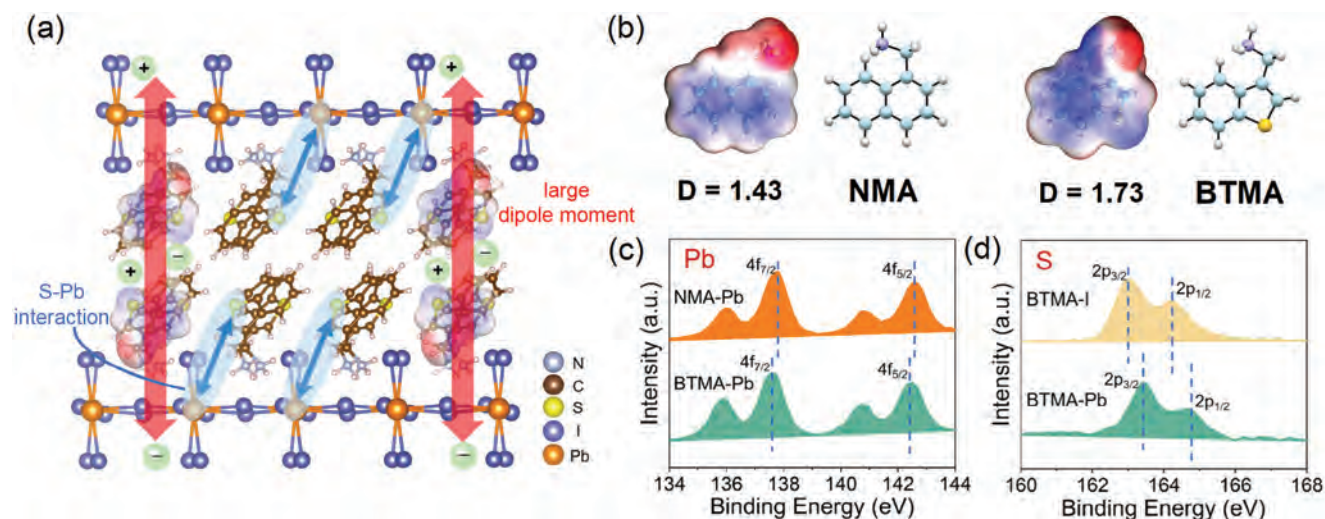 (a)
+
+
large
dipole moment
−
−
+
+
S-Pb
interaction
N
C
S
I
Pb
−
−
(b)
D = 1.43
NMA
D = 1.73
BTMA
(c)
Pb
4f7/2
4f5/2
NMA-Pb
4f7/2
4f5/2
BTMA-Pb
Intensity (a.u.)
134 136 138 140 142 144
Binding Energy (eV)
(d)
S
2p3/2
2p1/2
BTMA-I
2p3/2
2p1/2
BTMA-Pb
Intensity (a.u.)
160 162 164 166 168
Binding Energy (eV)